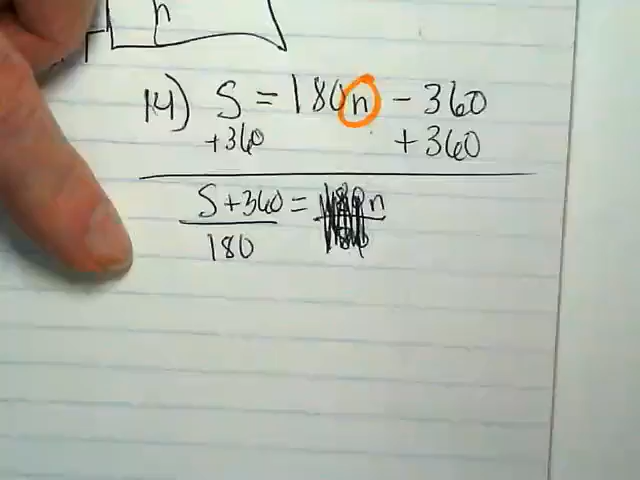 h
14) S = 180n - 360
+360 +360
S + 360 = n
180